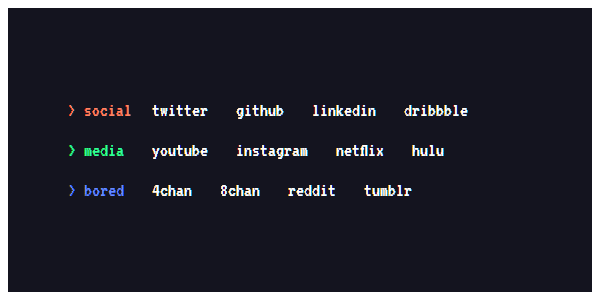 ❯ social twitter github linkedin dribbble
❯ media youtube instagram netflix hulu
❯ bored 4chan 8chan reddit tumblr